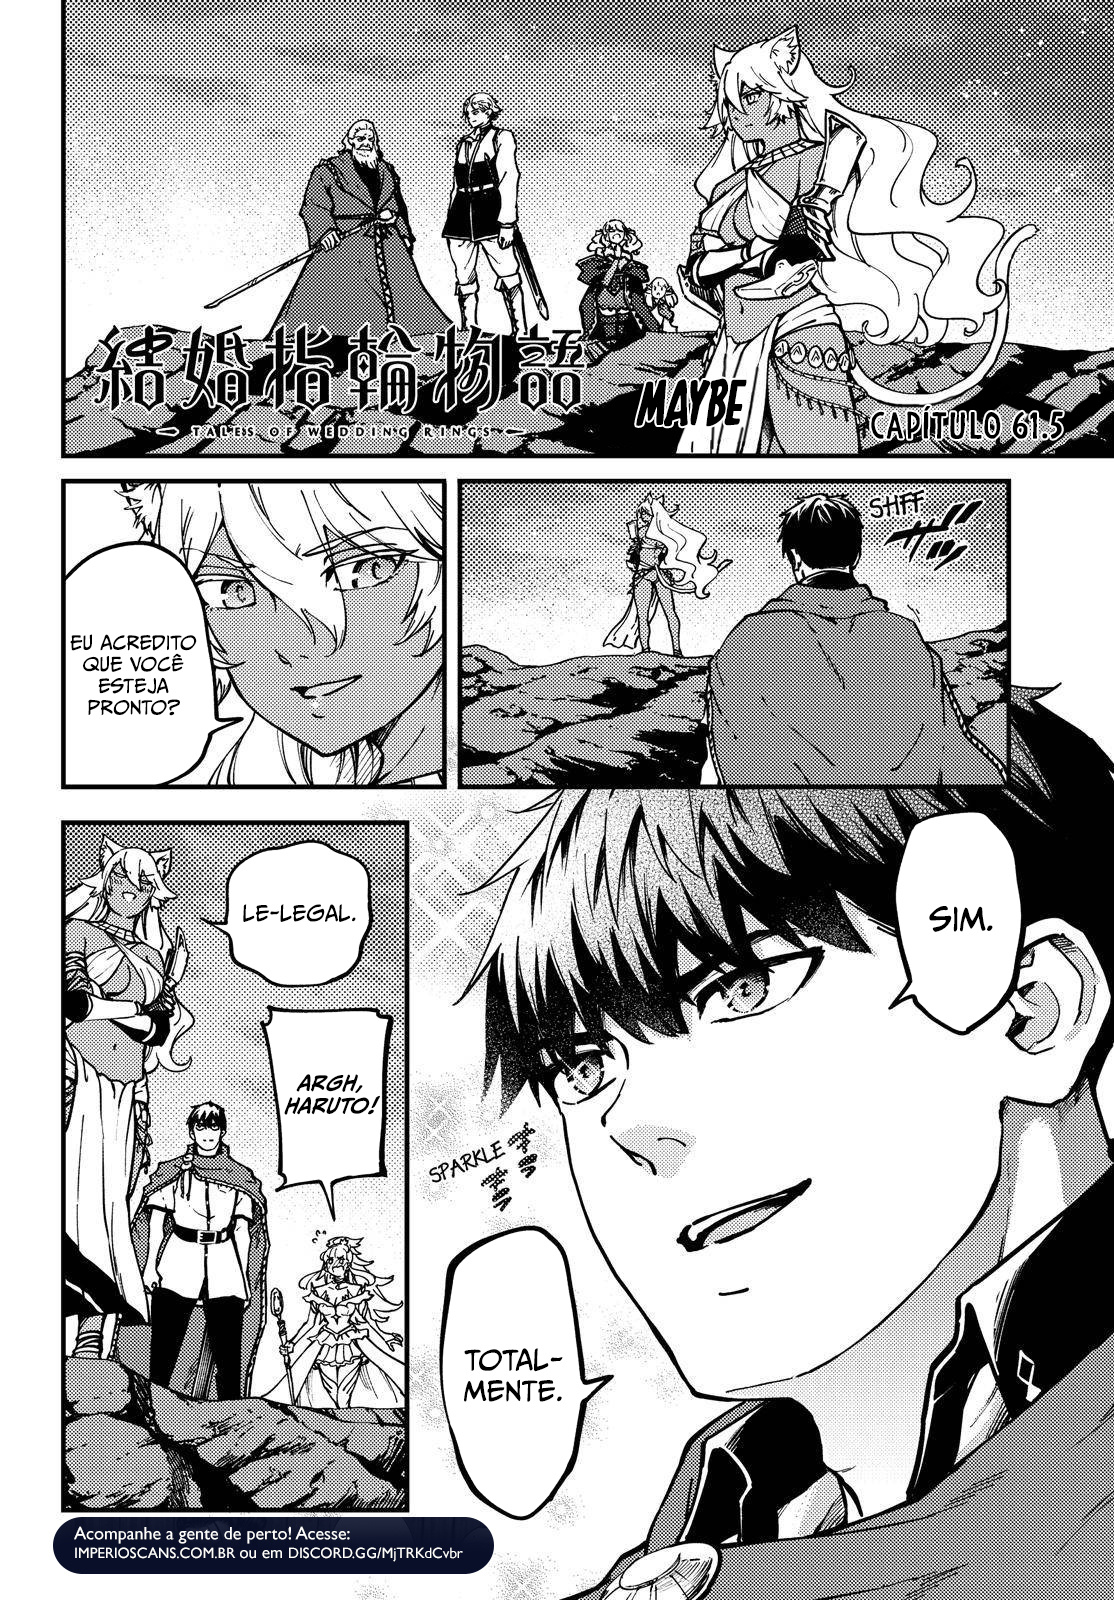 結婚指輪物語
TALES OF WEDDING RINGS
MAYBE
CAPÍTULO 61.5
SHFF
ザッ
EU ACREDITO
QUE VOCÊ
ESTEJA
PRONTO?
SIM.
SPARKLE
TOTAL-
MENTE.
LE-LEGAL.
ARGH,
HARUTO!
Acompanhe a gente de perto! Acesse:
IMPERIOSCANS.COM.BR ou em DISCORD.GG/MjTRKdCvbr